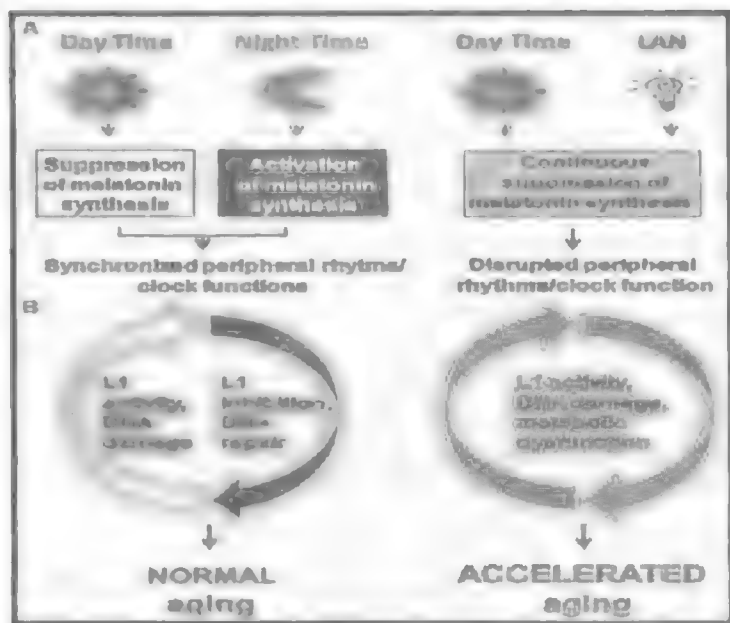 A
Day Time
Night Time
Day Time
LAN
Suppression
of melatonin
synthesis
Activation
of melatonin
synthesis
Continuous
suppression of
melatonin synthesis
Synchronized peripheral rhytms/
clock functions
Disrupted peripheral
rhythms/clock function
B
L1
activity,
DNA
damage
L1
inhibition,
DNA
repair
L1 activity,
DNA damage,
metabolic
dysfunction
NORMAL
aging
ACCELERATED
aging